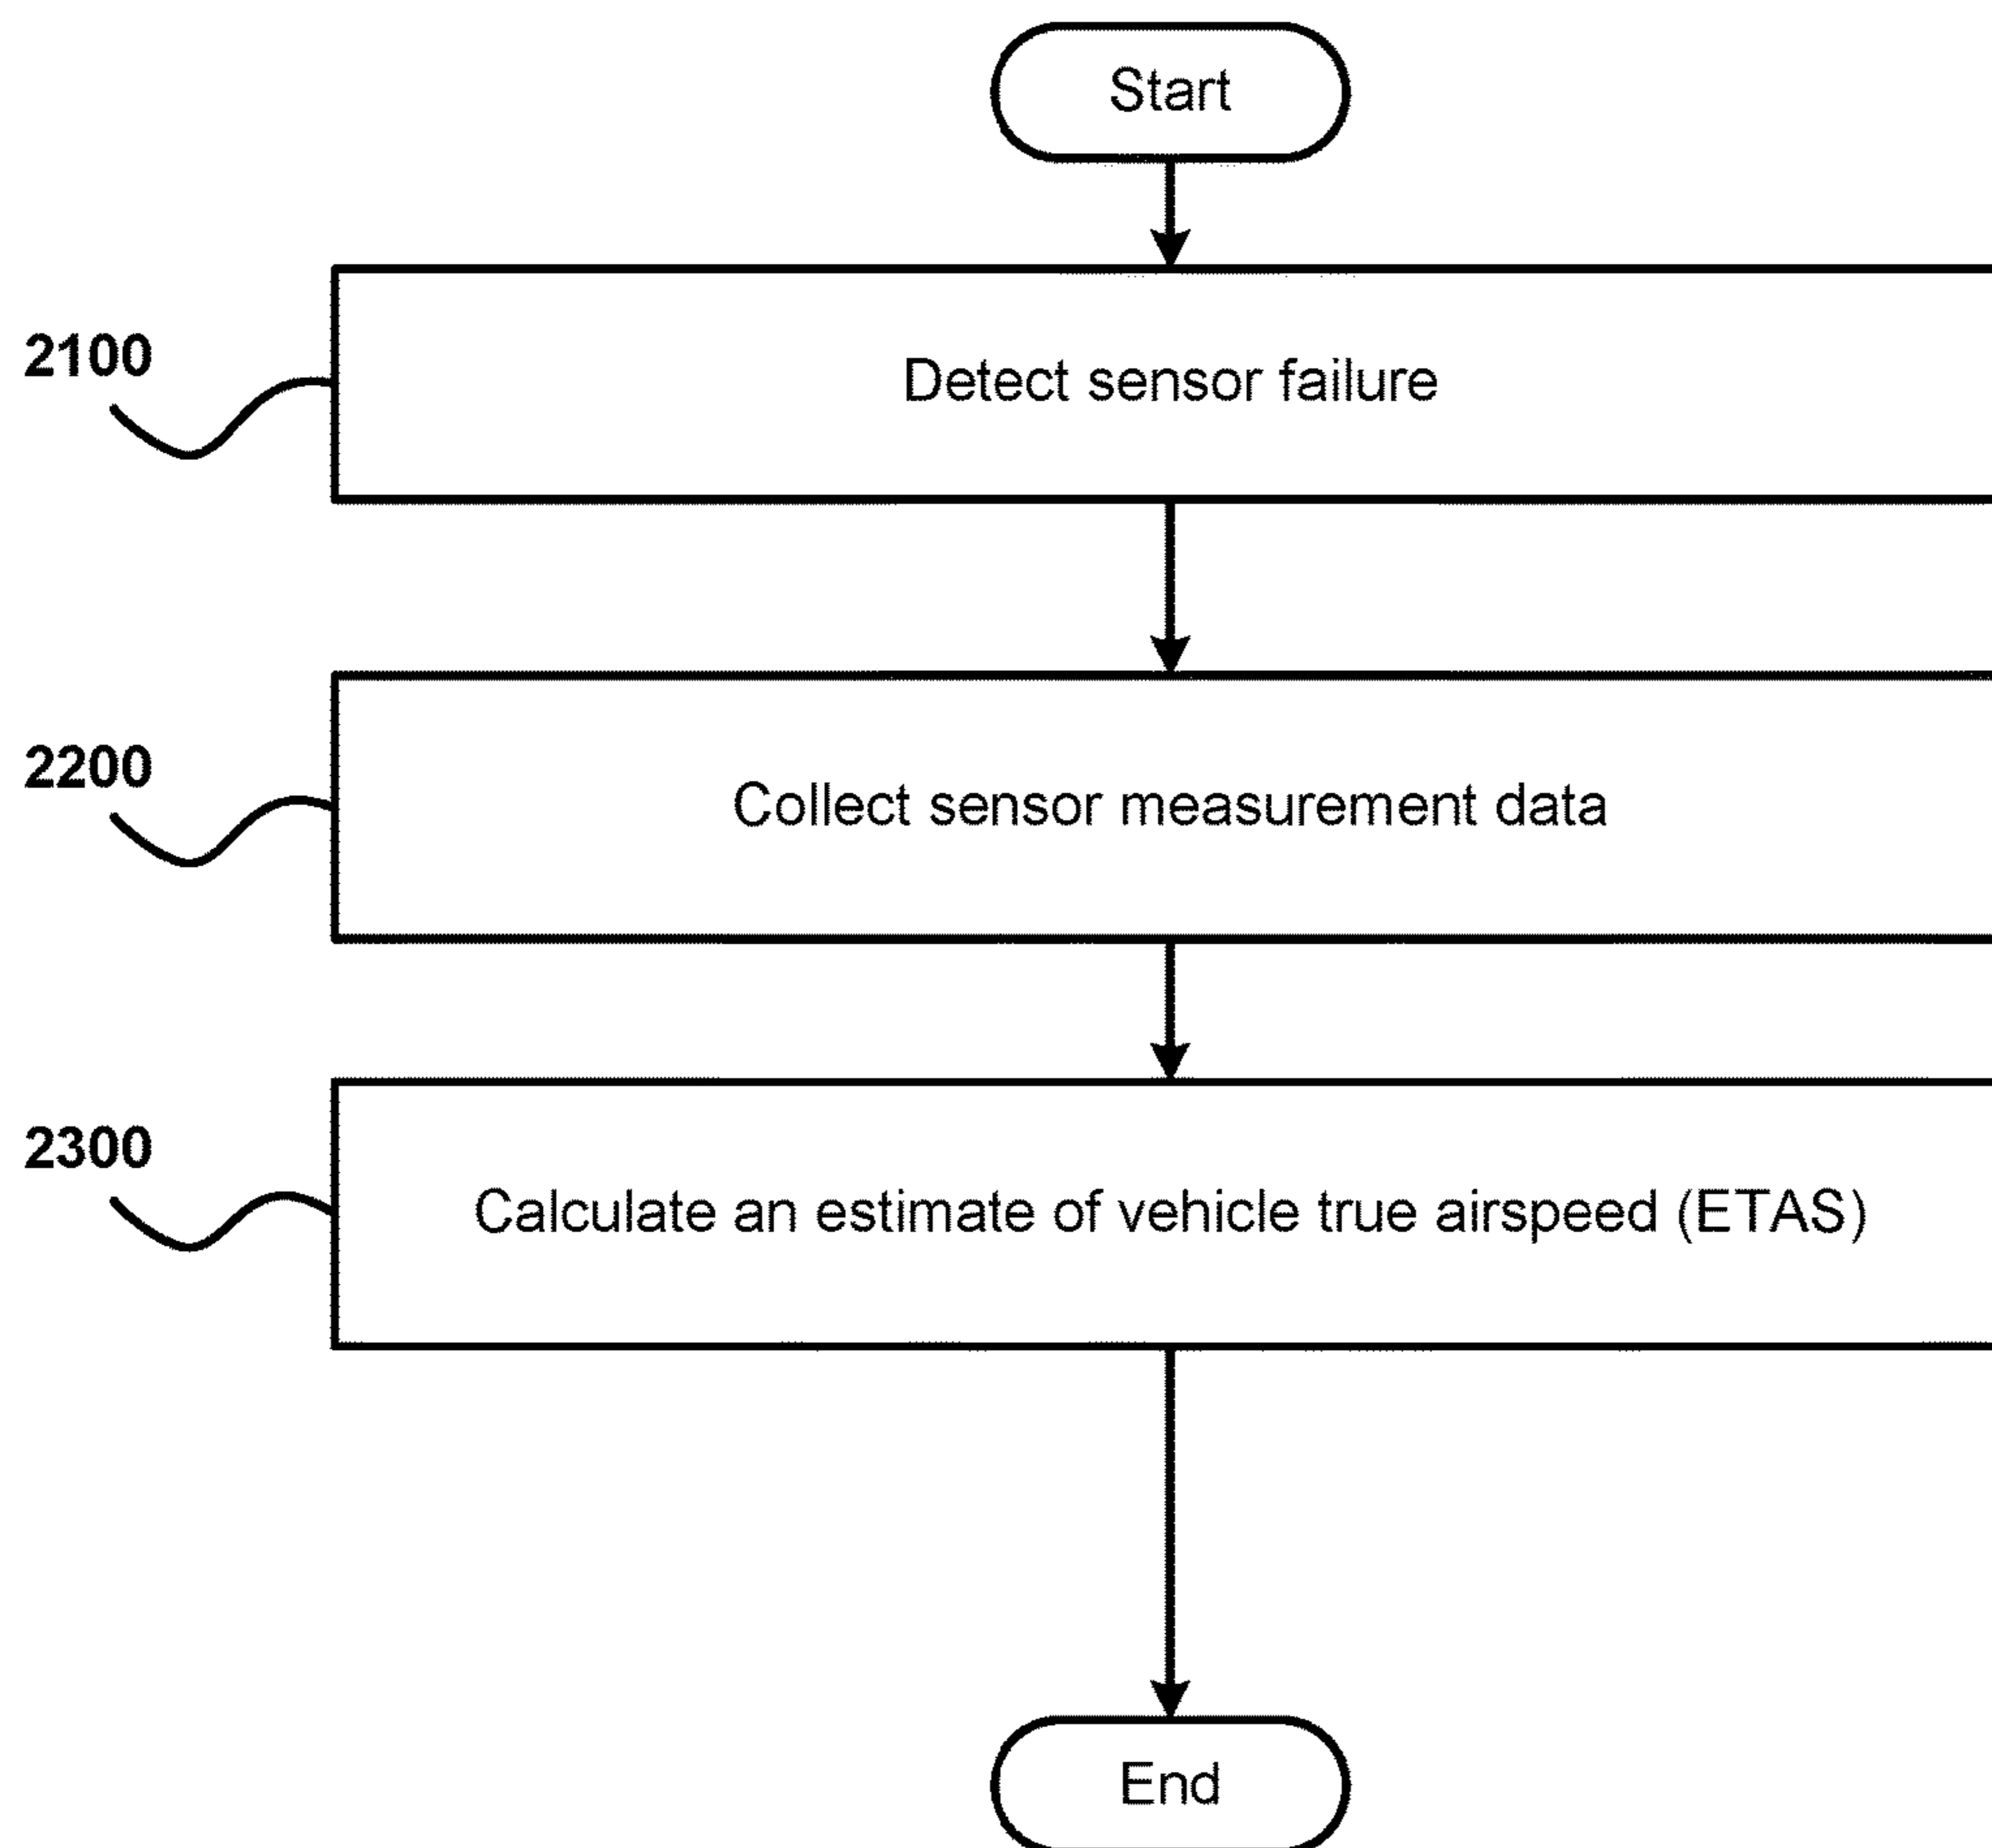 Start
2100
Detect sensor failure
2200
Collect sensor measurement data
2300
Calculate an estimate of vehicle true airspeed (ETAS)
End